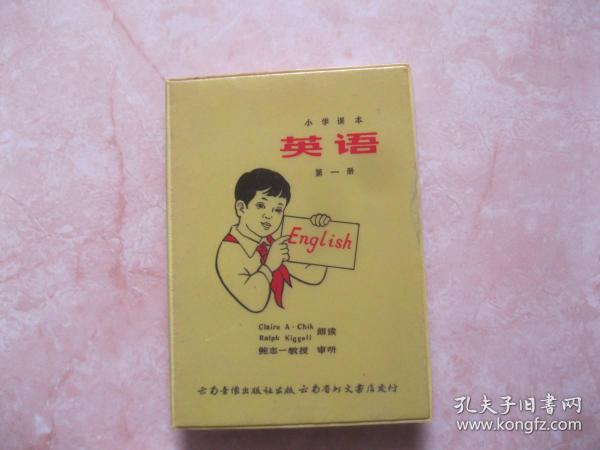 小学课本
英语
第一册
English
Claire A·Chik
Ralph Kiggell 朗读
鲍志一教授 审听
云南音像出版社出版 云南省外文书店发行
孔夫子旧书网
www.kongfz.com